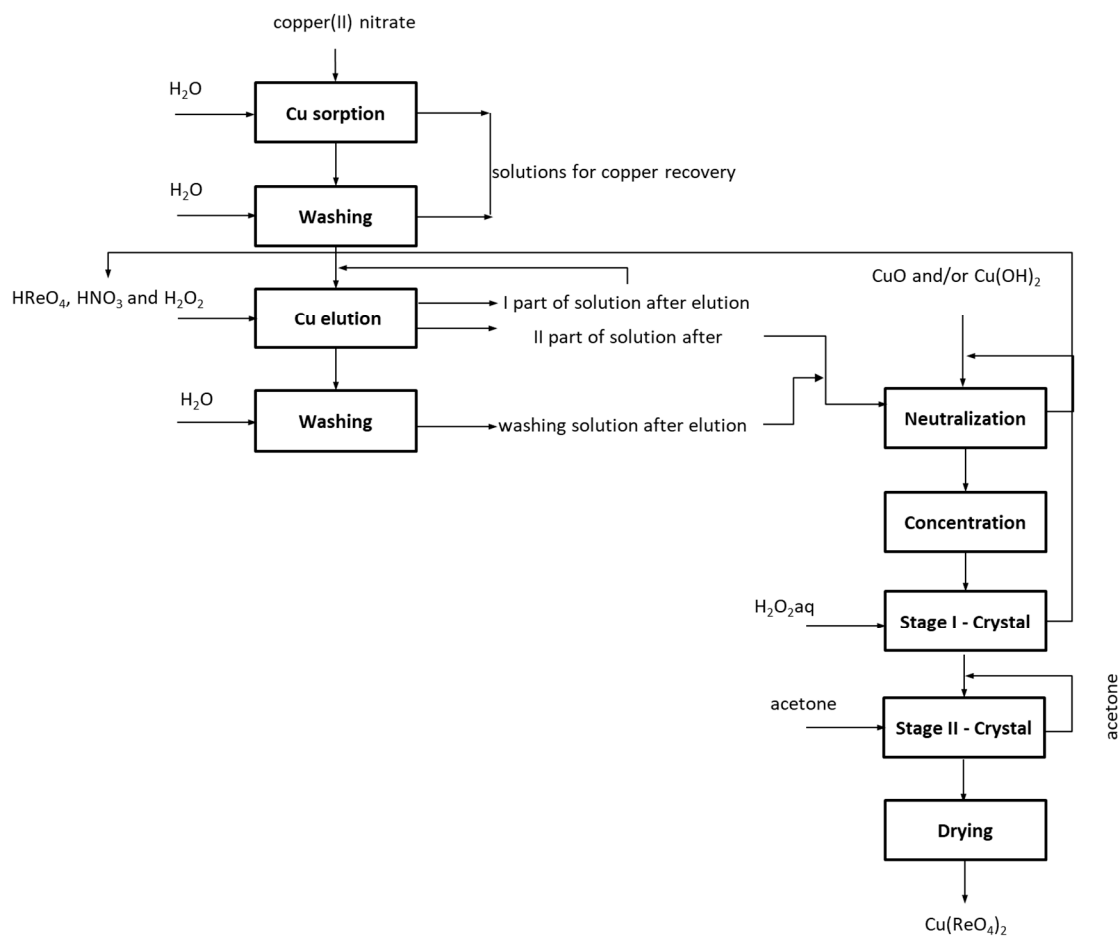 copper(II) nitrate
H₂O
Cu sorption
solutions for copper recovery
H₂O
Washing
HReO₄, HNO₃ and H₂O₂
Cu elution
I part of solution after elution
II part of solution after
CuO and/or Cu(OH)₂
H₂O
Washing
washing solution after elution
Neutralization
Concentration
H₂O₂aq
Stage I - Crystal
acetone
Stage II - Crystal
acetone
Drying
Cu(ReO₄)₂